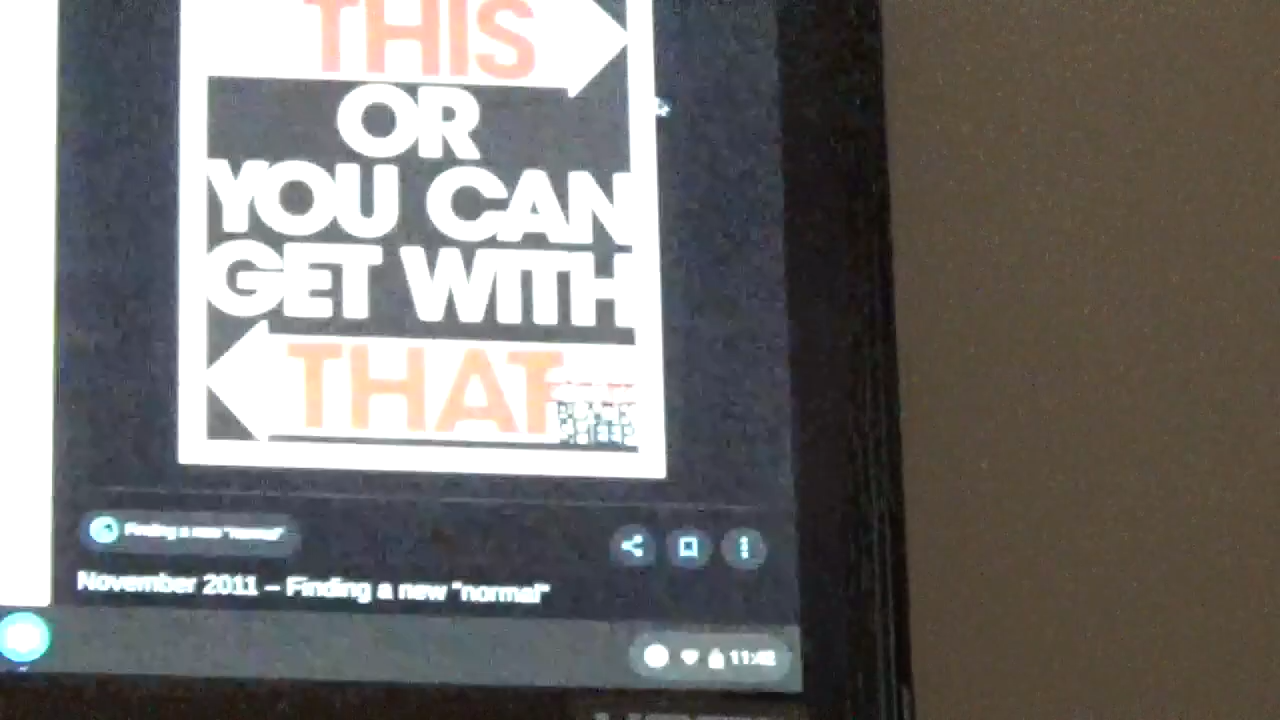 THIS
OR
YOU CAN
GET WITH
THAT
Finding a new "normal"
November 2011 – Finding a new "normal"